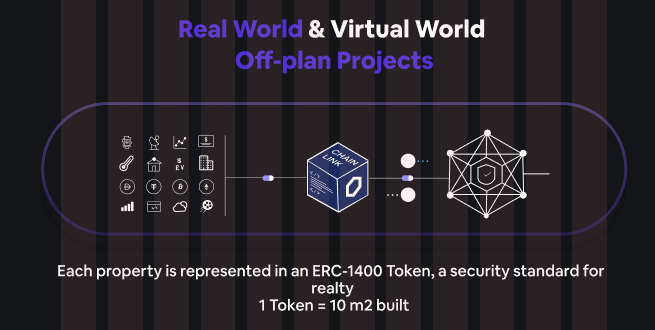 Real World & Virtual World
Off-plan Projects
CHAIN
LINK
Each property is represented in an ERC-1400 Token, a security standard for
realty
1 Token = 10 m2 built